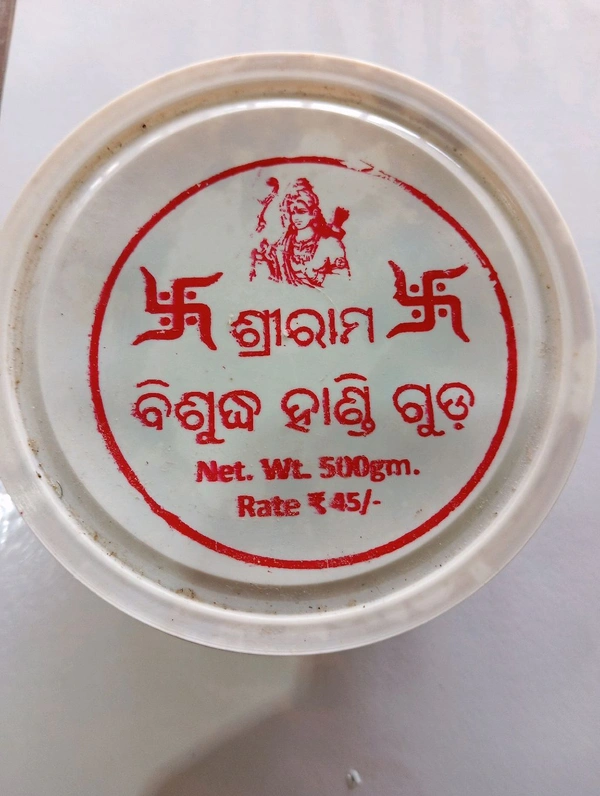 ଶ୍ରୀରାମ
ବିଶୁଦ୍ଧ ହାଣ୍ଡି ଗୁଡ଼
Net. Wt. 500gm.
Rate ₹ 45/-